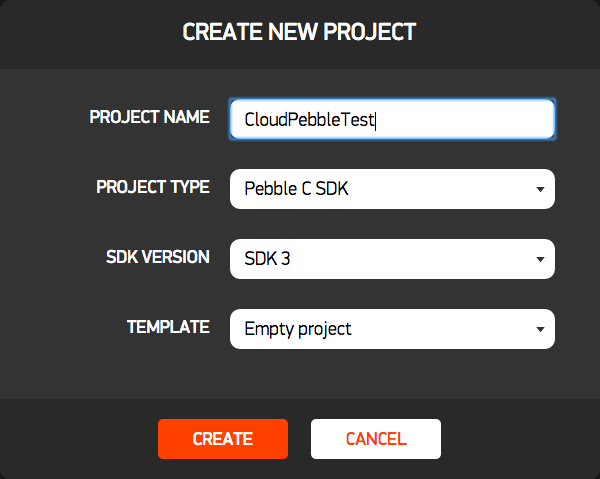 CREATE NEW PROJECT
PROJECT NAME CloudPebbleTest
PROJECT TYPE Pebble C SDK
SDK VERSION SDK 3
TEMPLATE Empty project
CREATE CANCEL